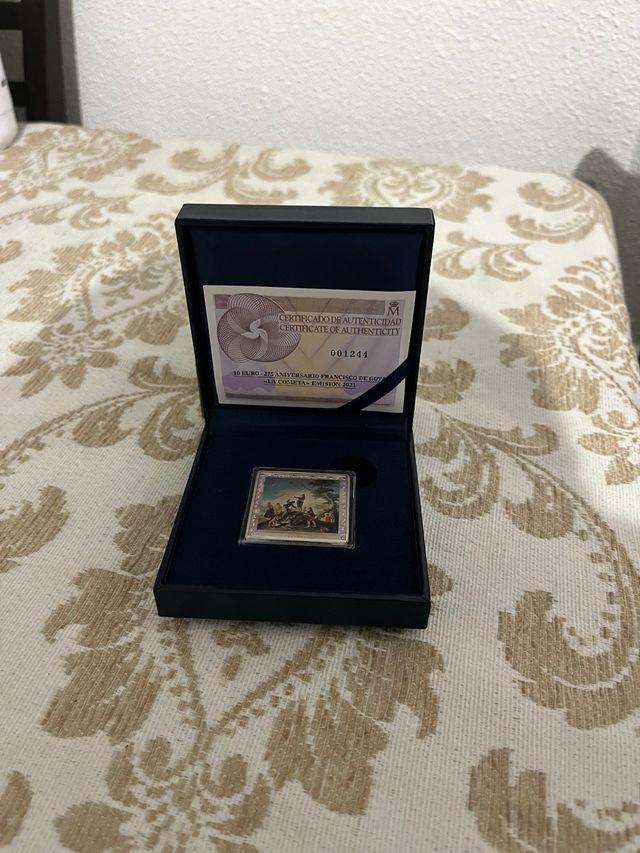 M
CERTIFICADO DE AUTENTICIDAD
CERTIFICATE OF AUTHENTICITY
001244
10 EURO - 275 ANIVERSARIO FRANCISCO DE GOYA
«LA COMETA» EMISIÓN 2021